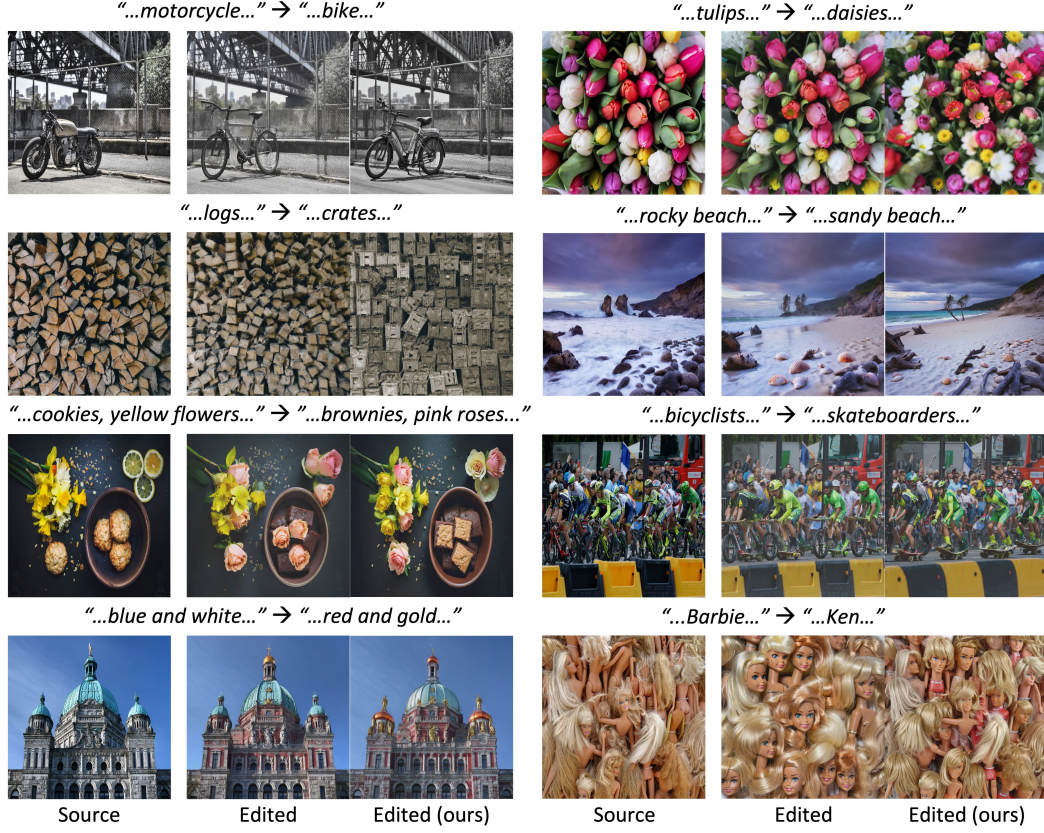 “…motorcycle…” → “…bike…”
“…tulips…” → “…daisies…”
“…logs…” → “…crates…”
“…rocky beach…” → “…sandy beach…”
“…cookies, yellow flowers…” → ”…brownies, pink roses...”
“…bicyclists…” → “…skateboarders…”
“…blue and white…” → “…red and gold…”
“...Barbie…” → “…Ken…”
Source Edited Edited (ours) Source Edited Edited (ours)